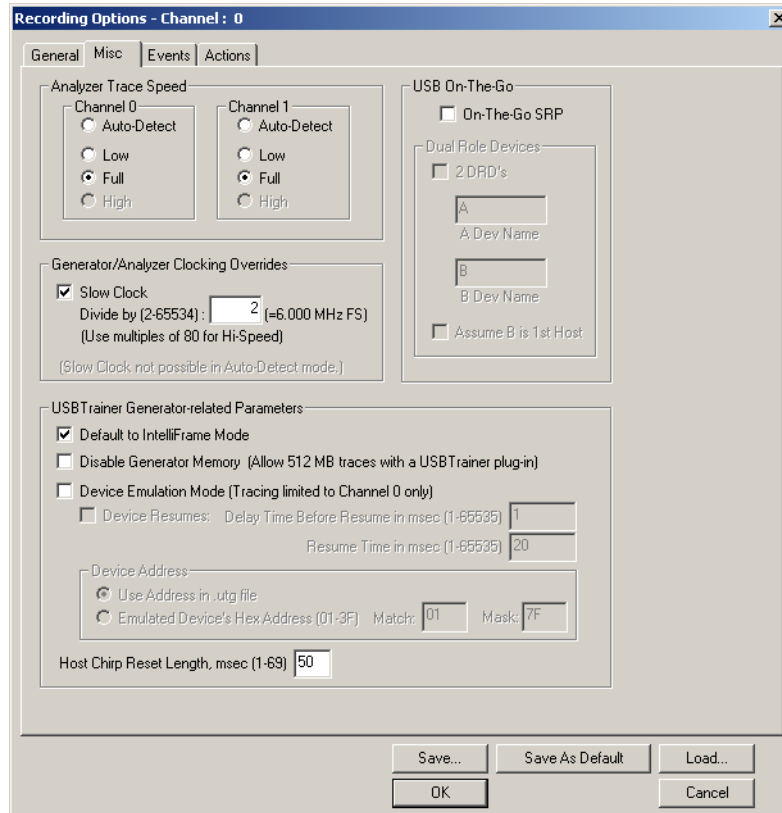 Recording Options - Channel : 0
General Misc Events Actions
Analyzer Trace Speed
Channel 0
Auto-Detect
Low
Full
High
Channel 1
Auto-Detect
Low
Full
High
USB On-The-Go
On-The-Go SRP
Dual Role Devices
2 DRD's
A
A Dev Name
B
B Dev Name
Assume B is 1st Host
Generator/Analyzer Clocking Overrides
Slow Clock
Divide by (2-65534) : 2 (=6.000 MHz FS)
(Use multiples of 80 for Hi-Speed)
(Slow Clock not possible in Auto-Detect mode.)
USBTrainer Generator-related Parameters
Default to IntelliFrame Mode
Disable Generator Memory (Allow 512 MB traces with a USBTrainer plug-in)
Device Emulation Mode (Tracing limited to Channel 0 only)
Device Resumes: Delay Time Before Resume in msec (1-65535) 1
Resume Time in msec (1-65535) 20
Device Address
Use Address in .utg file
Emulated Device's Hex Address (01-3F) Match: 01 Mask: 7F
Host Chirp Reset Length, msec (1-69) 50
Save... Save As Default Load...
OK Cancel